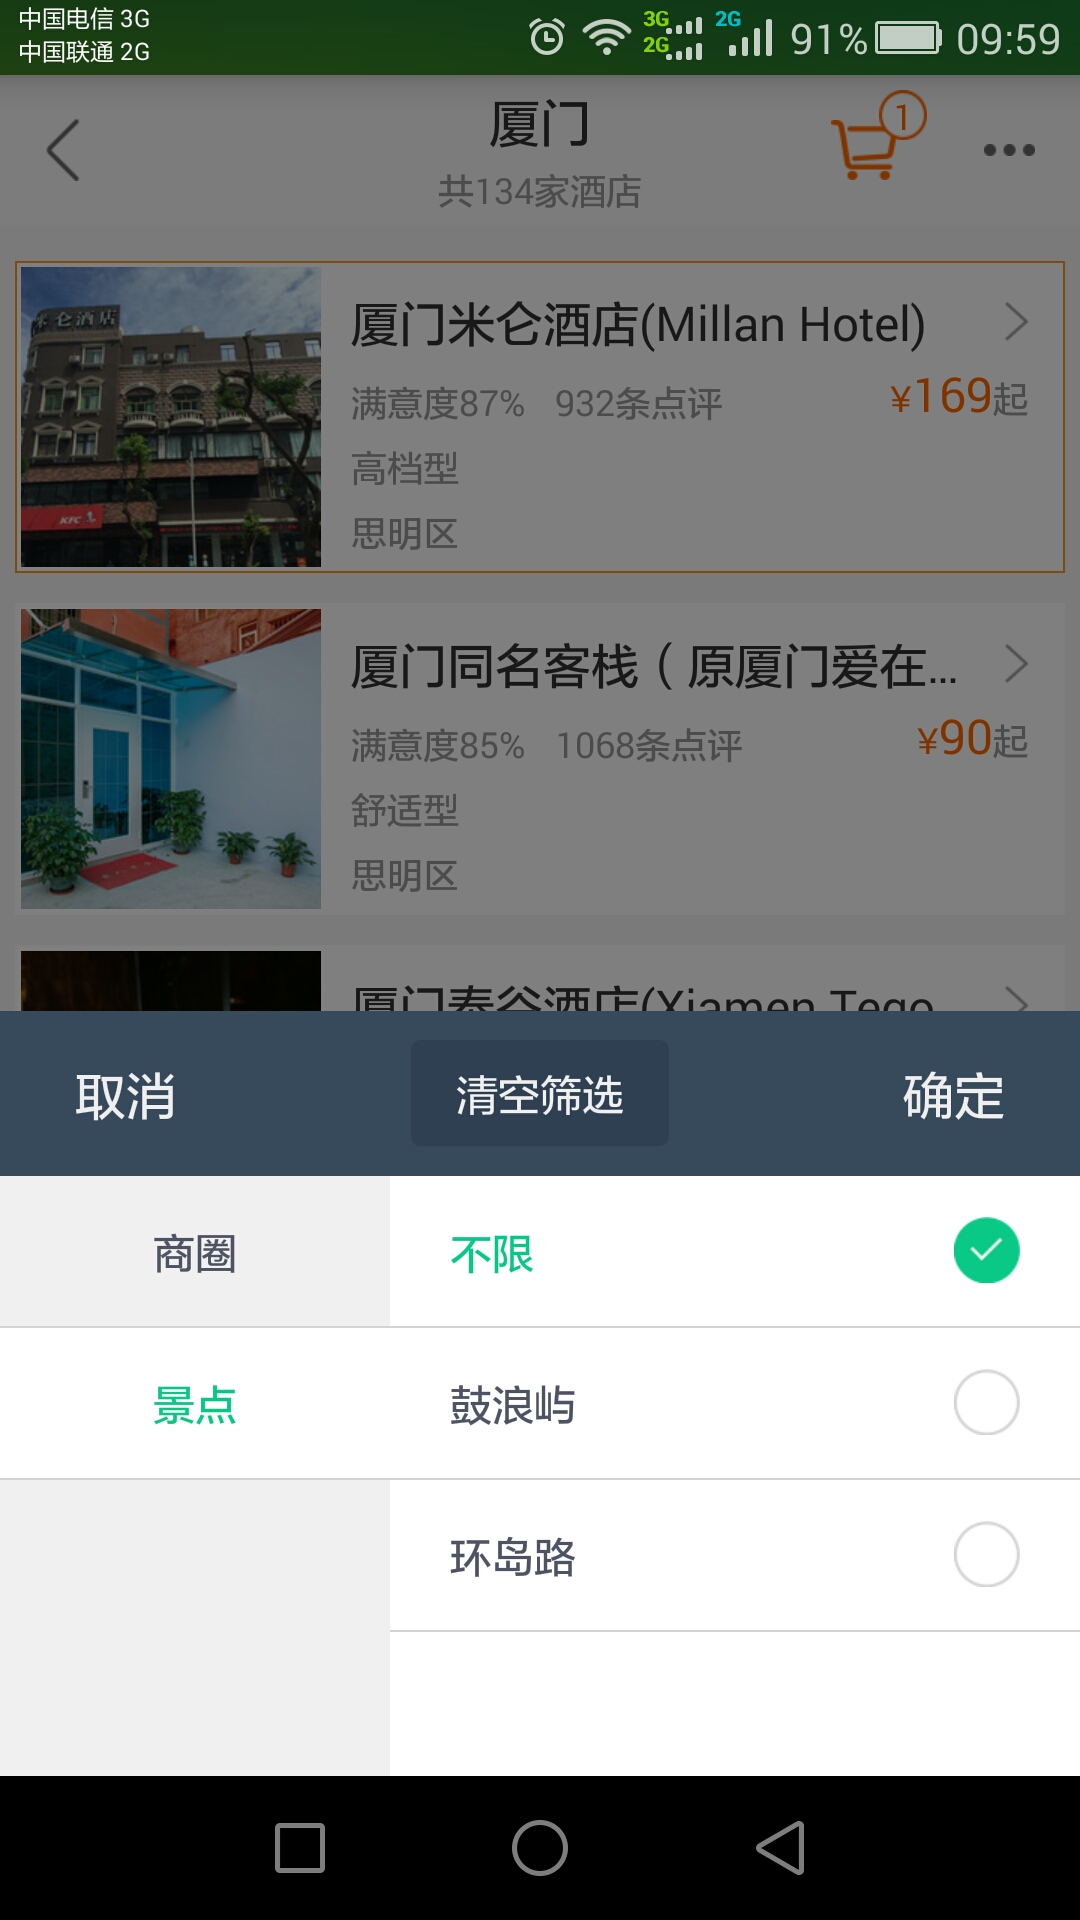 中国电信 3G
中国联通 2G
3G
2G
2G
91%
09:59
厦门
1
共134家酒店
米仑酒店
KFC
厦门米仑酒店(Millan Hotel)
满意度87% 932条点评
¥169起
高档型
思明区
厦门同名客栈（原厦门爱在...
满意度85% 1068条点评
¥90起
舒适型
思明区
厦门泰谷酒店(Xiamen Tego
取消
清空筛选
确定
商圈
不限
景点
鼓浪屿
环岛路